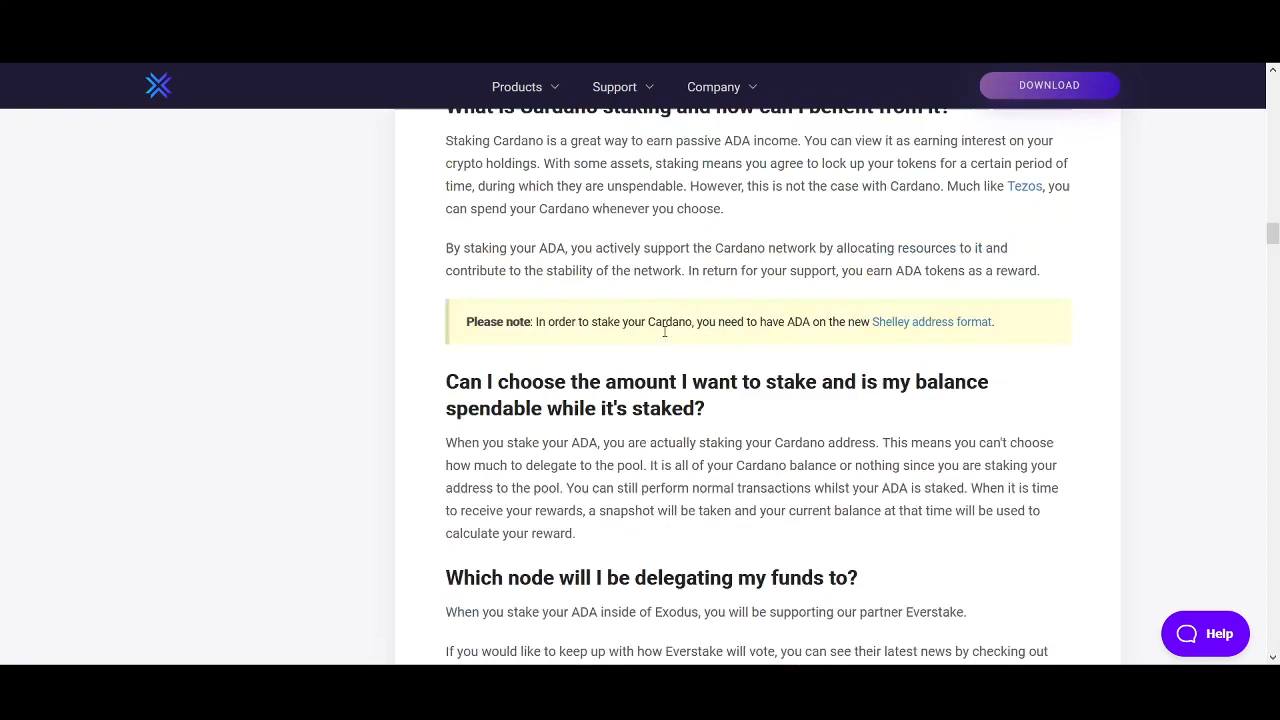 Products
Support
Company
DOWNLOAD
What is Cardano staking and how can I benefit from it?
Staking Cardano is a great way to earn passive ADA income. You can view it as earning interest on your
crypto holdings. With some assets, staking means you agree to lock up your tokens for a certain period of
time, during which they are unspendable. However, this is not the case with Cardano. Much like Tezos, you
can spend your Cardano whenever you choose.
By staking your ADA, you actively support the Cardano network by allocating resources to it and
contribute to the stability of the network. In return for your support, you earn ADA tokens as a reward.
Please note: In order to stake your Cardano, you need to have ADA on the new Shelley address format.
Can I choose the amount I want to stake and is my balance
spendable while it's staked?
When you stake your ADA, you are actually staking your Cardano address. This means you can't choose
how much to delegate to the pool. It is all of your Cardano balance or nothing since you are staking your
address to the pool. You can still perform normal transactions whilst your ADA is staked. When it is time
to receive your rewards, a snapshot will be taken and your current balance at that time will be used to
calculate your reward.
Which node will I be delegating my funds to?
When you stake your ADA inside of Exodus, you will be supporting our partner Everstake.
If you would like to keep up with how Everstake will vote, you can see their latest news by checking out
Help